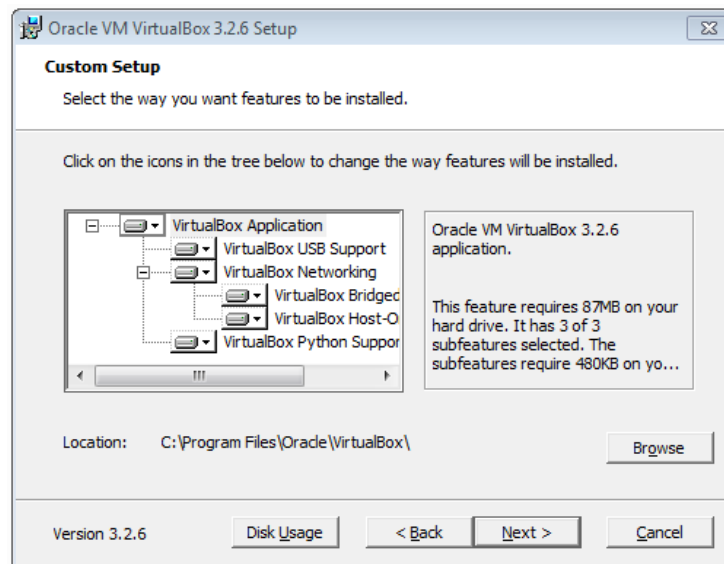 Oracle VM VirtualBox 3.2.6 Setup
Custom Setup
Select the way you want features to be installed.
Click on the icons in the tree below to change the way features will be installed.
VirtualBox Application
VirtualBox USB Support
VirtualBox Networking
VirtualBox Bridged
VirtualBox Host-O
VirtualBox Python Suppor
Oracle VM VirtualBox 3.2.6
application.
This feature requires 87MB on your
hard drive. It has 3 of 3
subfeatures selected. The
subfeatures require 480KB on yo...
Location: C:\Program Files\Oracle\VirtualBox\
Browse
Version 3.2.6 Disk Usage < Back Next > Cancel